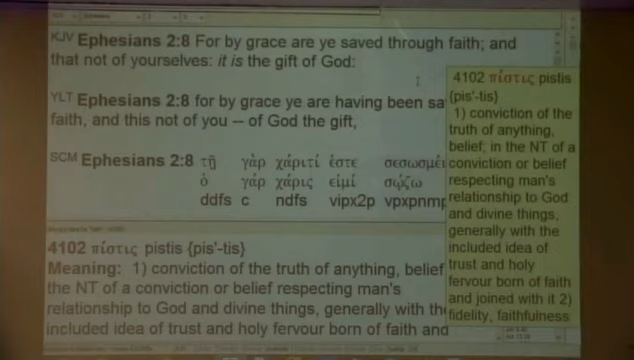 KJV Ephesians 2:8 For by grace are ye saved through faith; and
that not of yourselves: it is the gift of God:
YLT Ephesians 2:8 for by grace ye are having been sa
faith, and this not of you -- of God the gift,
SCM Ephesians 2:8 τῇ γάρ χάριτί ἐστε σεσωσμέ
ὁ γάρ χάρις εἰμί σῴζω
ddfs c ndfs vipx2p vpxpnmp
4102 πίστις pistis {pis'-tis}
Meaning: 1) conviction of the truth of anything, belief
the NT of a conviction or belief respecting man's
relationship to God and divine things, generally with the
included idea of trust and holy fervour born of faith and
4102 πίστις pistis
{pis'-tis}
1) conviction of the
truth of anything,
belief; in the NT of a
conviction or belief
respecting man's
relationship to God
and divine things,
generally with the
included idea of
trust and holy
fervour born of faith
and joined with it 2)
fidelity, faithfulness